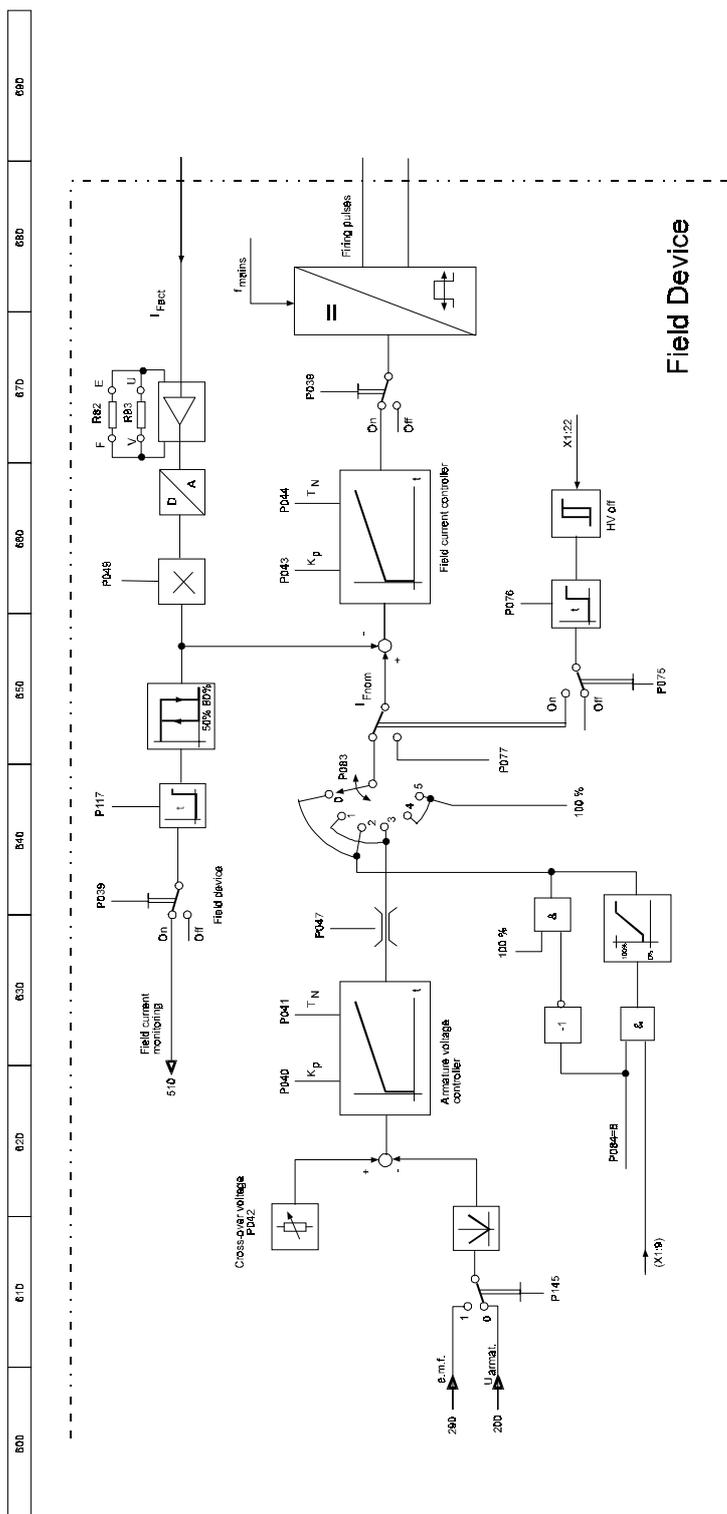 600
610
620
630
640
650
660
670
680
690
Field Device
510
Field current
monitoring
On
Off
P039
Field device
P117
50% 80%
P049
D
A
F
E
R82
V
U
R83
I Fact
Cross-over voltage
P042
+
-
P040
P041
Kp
TN
t
Armature voltage
controller
P047
0
1
2
3
4
5
P083
100 %
I Fnom
P077
+
-
P043
P044
Kp
TN
t
Field current controller
On
Off
P038
f mains
=
Firing pulses
290
e.m.f.
200
U armat.
1
0
P145
(X1:9)
P084=8
-1
&
100 %
&
100%
0%
On
Off
P075
P076
t
HV off
X1:22